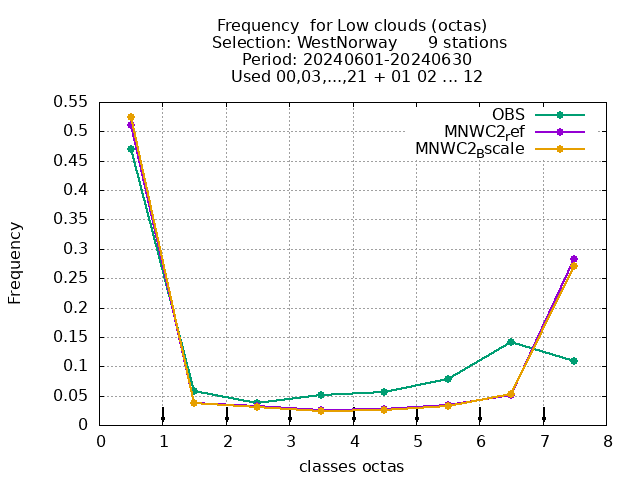 Frequency  for Low clouds (octas)
Selection: WestNorway      9 stations
Period: 20240601-20240630
Used 00,03,...,21 + 01 02 ... 12
OBS
MNWC2ref
MNWC2Bscale
0.55
0.5
0.45
0.4
0.35
0.3
0.25
0.2
0.15
0.1
0.05
0
Frequency
0 1 2 3 4 5 6 7 8
classes octas